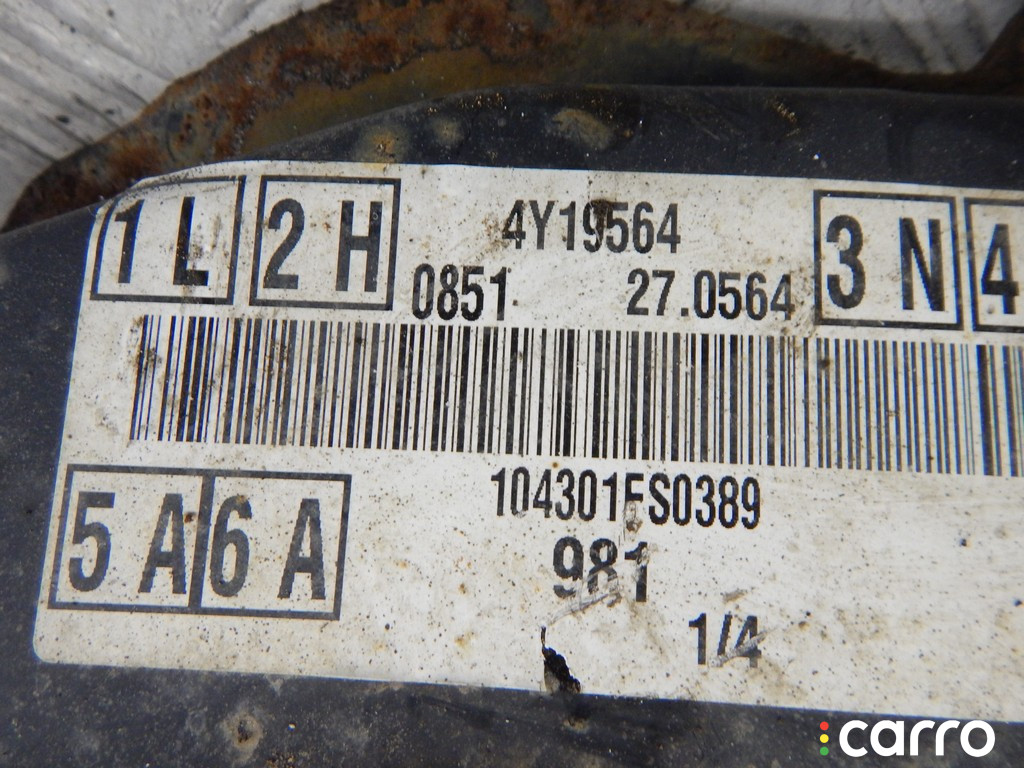 1 L 2 H 4Y19564 3 N 4
0851 27.0564
104301FS0389
5 A 6 A
981
1/4
carro